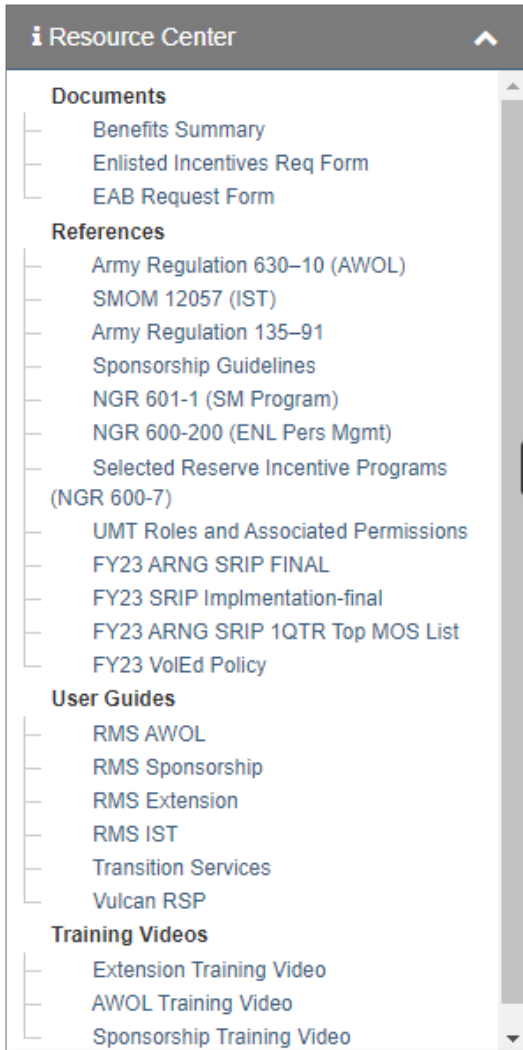 i Resource Center
Documents
Benefits Summary
Enlisted Incentives Req Form
EAB Request Form
References
Army Regulation 630–10 (AWOL)
SMOM 12057 (IST)
Army Regulation 135–91
Sponsorship Guidelines
NGR 601-1 (SM Program)
NGR 600-200 (ENL Pers Mgmt)
Selected Reserve Incentive Programs
(NGR 600-7)
UMT Roles and Associated Permissions
FY23 ARNG SRIP FINAL
FY23 SRIP Implmentation-final
FY23 ARNG SRIP 1QTR Top MOS List
FY23 VolEd Policy
User Guides
RMS AWOL
RMS Sponsorship
RMS Extension
RMS IST
Transition Services
Vulcan RSP
Training Videos
Extension Training Video
AWOL Training Video
Sponsorship Training Video